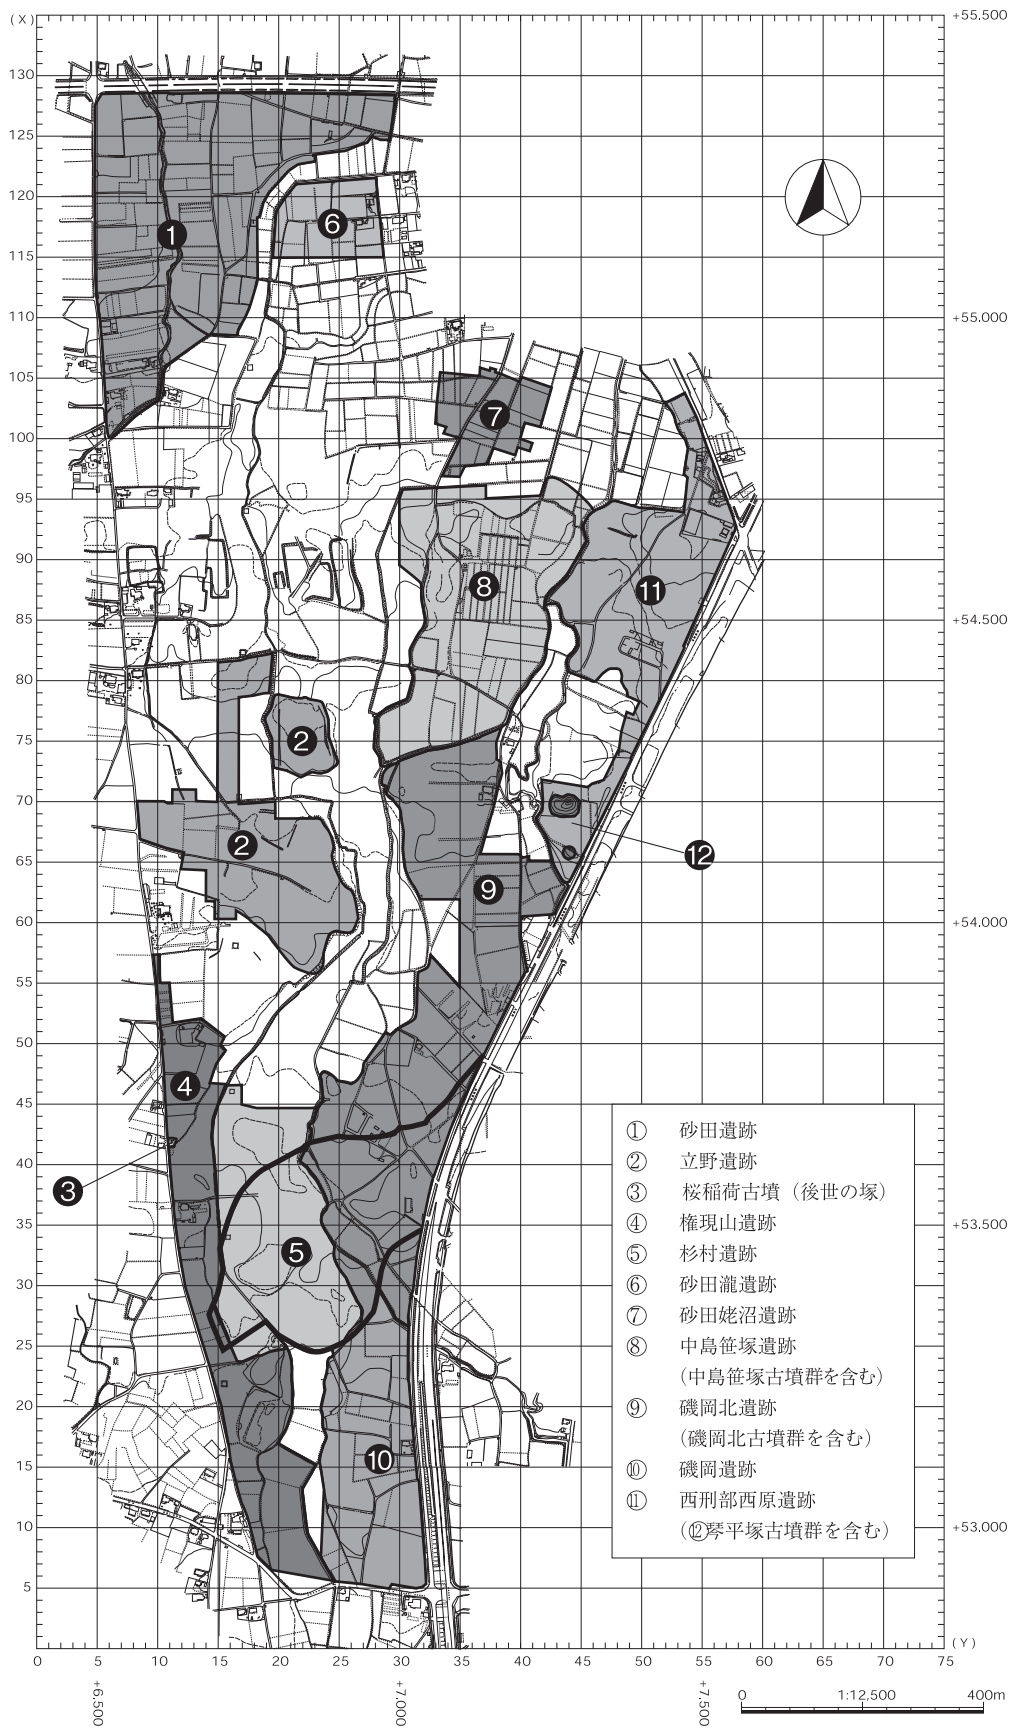 (X)
+55.500
130
125
120
115
110
+55.000
105
100
95
90
85
+54.500
80
75
70
65
60
+54.000
55
50
45
40
35
+53.500
30
25
20
15
10
+53.000
5
(Y)
0 5 10 15 20 25 30 35 40 45 50 55 60 65 70 75
+6.500
+7.000
+7.500
0 1:12,500 400m
1
6
7
8
11
2
2
12
9
4
3
5
10
① 砂田遺跡
② 立野遺跡
③ 桜稲荷古墳（後世の塚）
④ 権現山遺跡
⑤ 杉村遺跡
⑥ 砂田瀧遺跡
⑦ 砂田姥沼遺跡
⑧ 中島笹塚遺跡
（中島笹塚古墳群を含む）
⑨ 磯岡北遺跡
（磯岡北古墳群を含む）
⑩ 磯岡遺跡
⑪ 西刑部西原遺跡
（⑫琴平塚古墳群を含む）